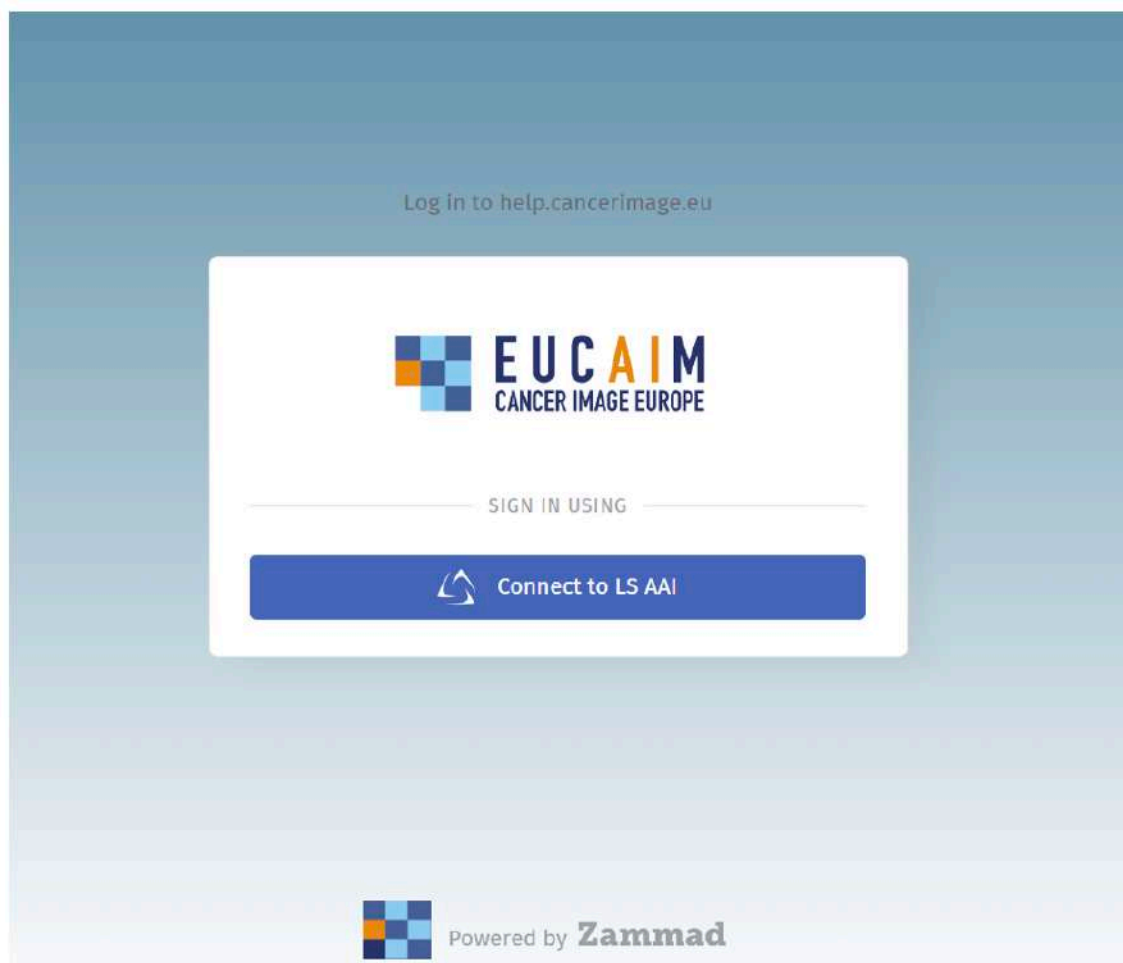 Log in to help.cancerimage.eu
EUCAIM
CANCER IMAGE EUROPE
SIGN IN USING
Connect to LS AAI
Powered by Zammad